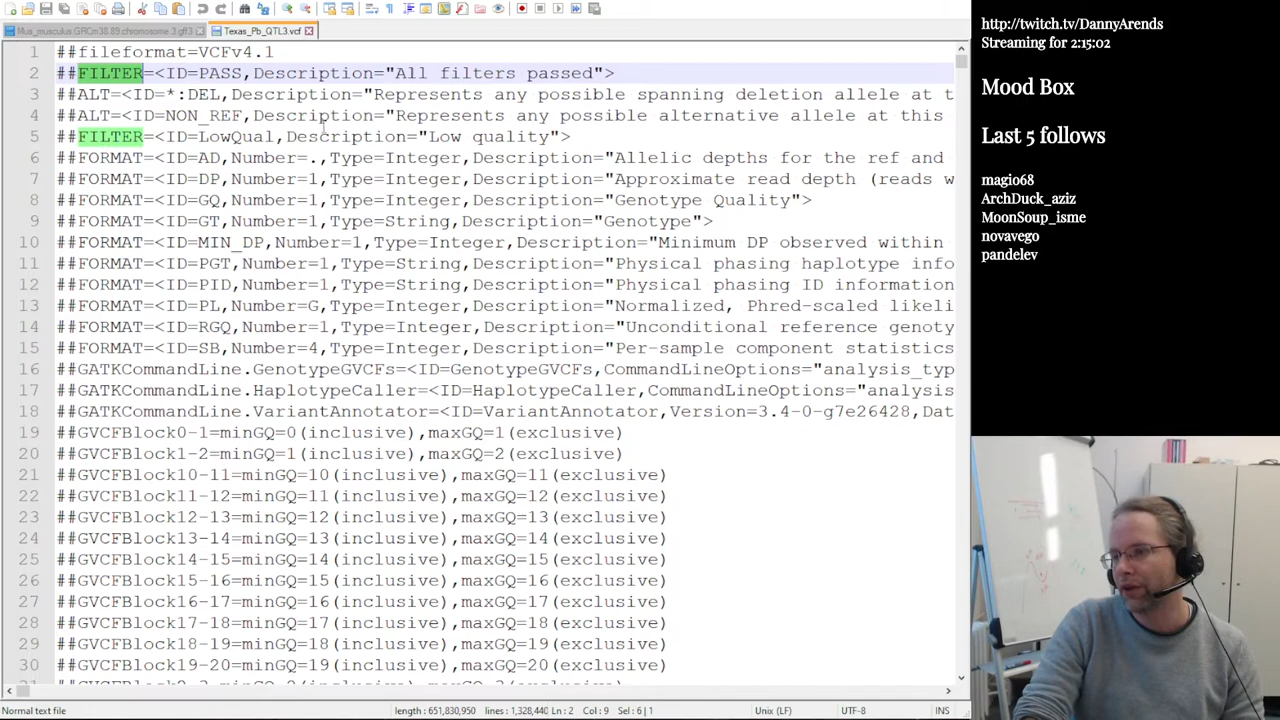 Mus_musculus GRCm38.89.chromosome.3.gff3
Texas_Pb_QTL3.vcf
1 ##fileformat=VCFv4.1
2 ##FILTER=<ID=PASS,Description="All filters passed">
3 ##ALT=<ID=*:DEL,Description="Represents any possible spanning deletion allele at t
4 ##ALT=<ID=NON_REF,Description="Represents any possible alternative allele at this
5 ##FILTER=<ID=LowQual,Description="Low quality">
6 ##FORMAT=<ID=AD,Number=.,Type=Integer,Description="Allelic depths for the ref and
7 ##FORMAT=<ID=DP,Number=1,Type=Integer,Description="Approximate read depth (reads w
8 ##FORMAT=<ID=GQ,Number=1,Type=Integer,Description="Genotype Quality">
9 ##FORMAT=<ID=GT,Number=1,Type=String,Description="Genotype">
10 ##FORMAT=<ID=MIN_DP,Number=1,Type=Integer,Description="Minimum DP observed within
11 ##FORMAT=<ID=PGT,Number=1,Type=String,Description="Physical phasing haplotype info
12 ##FORMAT=<ID=PID,Number=1,Type=String,Description="Physical phasing ID information
13 ##FORMAT=<ID=PL,Number=G,Type=Integer,Description="Normalized, Phred-scaled likeli
14 ##FORMAT=<ID=RGQ,Number=1,Type=Integer,Description="Unconditional reference genoty
15 ##FORMAT=<ID=SB,Number=4,Type=Integer,Description="Per-sample component statistics
16 ##GATKCommandLine.GenotypeGVCFs=<ID=GenotypeGVCFs,CommandLineOptions="analysis_typ
17 ##GATKCommandLine.HaplotypeCaller=<ID=HaplotypeCaller,CommandLineOptions="analysis
18 ##GATKCommandLine.VariantAnnotator=<ID=VariantAnnotator,Version=3.4-0-g7e26428,Dat
19 ##GVCFBlock0-1=minGQ=0(inclusive),maxGQ=1(exclusive)
20 ##GVCFBlock1-2=minGQ=1(inclusive),maxGQ=2(exclusive)
21 ##GVCFBlock10-11=minGQ=10(inclusive),maxGQ=11(exclusive)
22 ##GVCFBlock11-12=minGQ=11(inclusive),maxGQ=12(exclusive)
23 ##GVCFBlock12-13=minGQ=12(inclusive),maxGQ=13(exclusive)
24 ##GVCFBlock13-14=minGQ=13(inclusive),maxGQ=14(exclusive)
25 ##GVCFBlock14-15=minGQ=14(inclusive),maxGQ=15(exclusive)
26 ##GVCFBlock15-16=minGQ=15(inclusive),maxGQ=16(exclusive)
27 ##GVCFBlock16-17=minGQ=16(inclusive),maxGQ=17(exclusive)
28 ##GVCFBlock17-18=minGQ=17(inclusive),maxGQ=18(exclusive)
29 ##GVCFBlock18-19=minGQ=18(inclusive),maxGQ=19(exclusive)
30 ##GVCFBlock19-20=minGQ=19(inclusive),maxGQ=20(exclusive)
Normal text file length : 651,830,950 lines : 1,328,440 Ln : 2 Col : 9 Sel : 6 | 1 Unix (LF) UTF-8 INS
http://twitch.tv/DannyArends
Streaming for 2:15:02
Mood Box
Last 5 follows
magio68
ArchDuck_aziz
MoonSoup_isme
novavego
pandelev